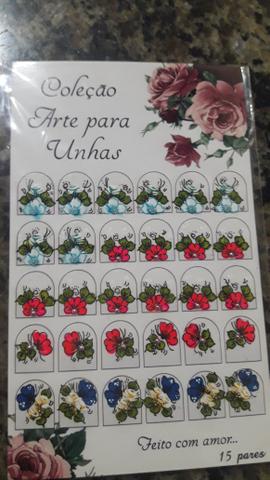 Coleção
Arte para
Unhas
Feito com amor...
15 pares